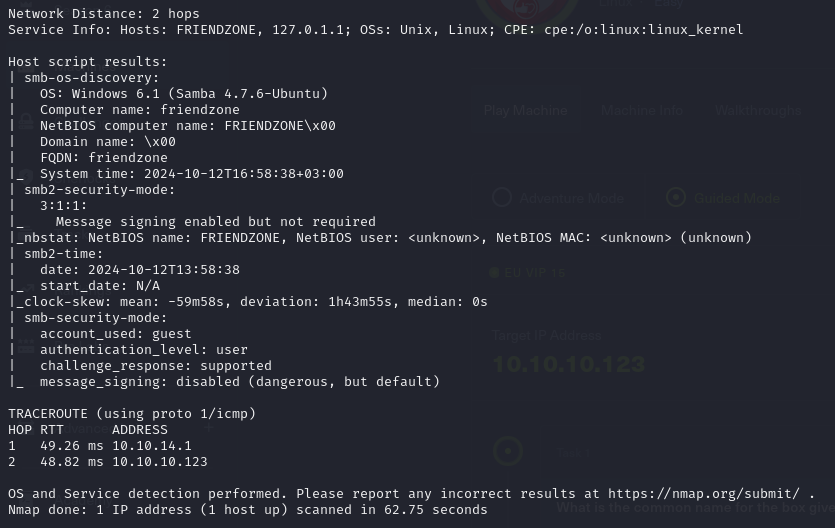 Network Distance: 2 hops
Service Info: Hosts: FRIENDZONE, 127.0.1.1; OSs: Unix, Linux; CPE: cpe:/o:linux:linux_kernel
Host script results:
| smb-os-discovery:
|   OS: Windows 6.1 (Samba 4.7.6-Ubuntu)
|   Computer name: friendzone
|   NetBIOS computer name: FRIENDZONE\x00
|   Domain name: \x00
|   FQDN: friendzone
|_  System time: 2024-10-12T16:58:38+03:00
| smb2-security-mode:
|   3:1:1:
|_    Message signing enabled but not required
|_nbstat: NetBIOS name: FRIENDZONE, NetBIOS user: <unknown>, NetBIOS MAC: <unknown> (unknown)
| smb2-time:
|   date: 2024-10-12T13:58:38
|_  start_date: N/A
|_clock-skew: mean: -59m58s, deviation: 1h43m55s, median: 0s
| smb-security-mode:
|   account_used: guest
|   authentication_level: user
|   challenge_response: supported
|_  message_signing: disabled (dangerous, but default)
TRACEROUTE (using proto 1/icmp)
HOP RTT      ADDRESS
1   49.26 ms 10.10.14.1
2   48.82 ms 10.10.10.123
OS and Service detection performed. Please report any incorrect results at https://nmap.org/submit/ .
Nmap done: 1 IP address (1 host up) scanned in 62.75 seconds
Play Machine
Machine Info
Walkthroughs
Adventure Mode
Guided Mode
EU VIP 18
Target IP Address
10.10.10.123
What is the common name for the box give